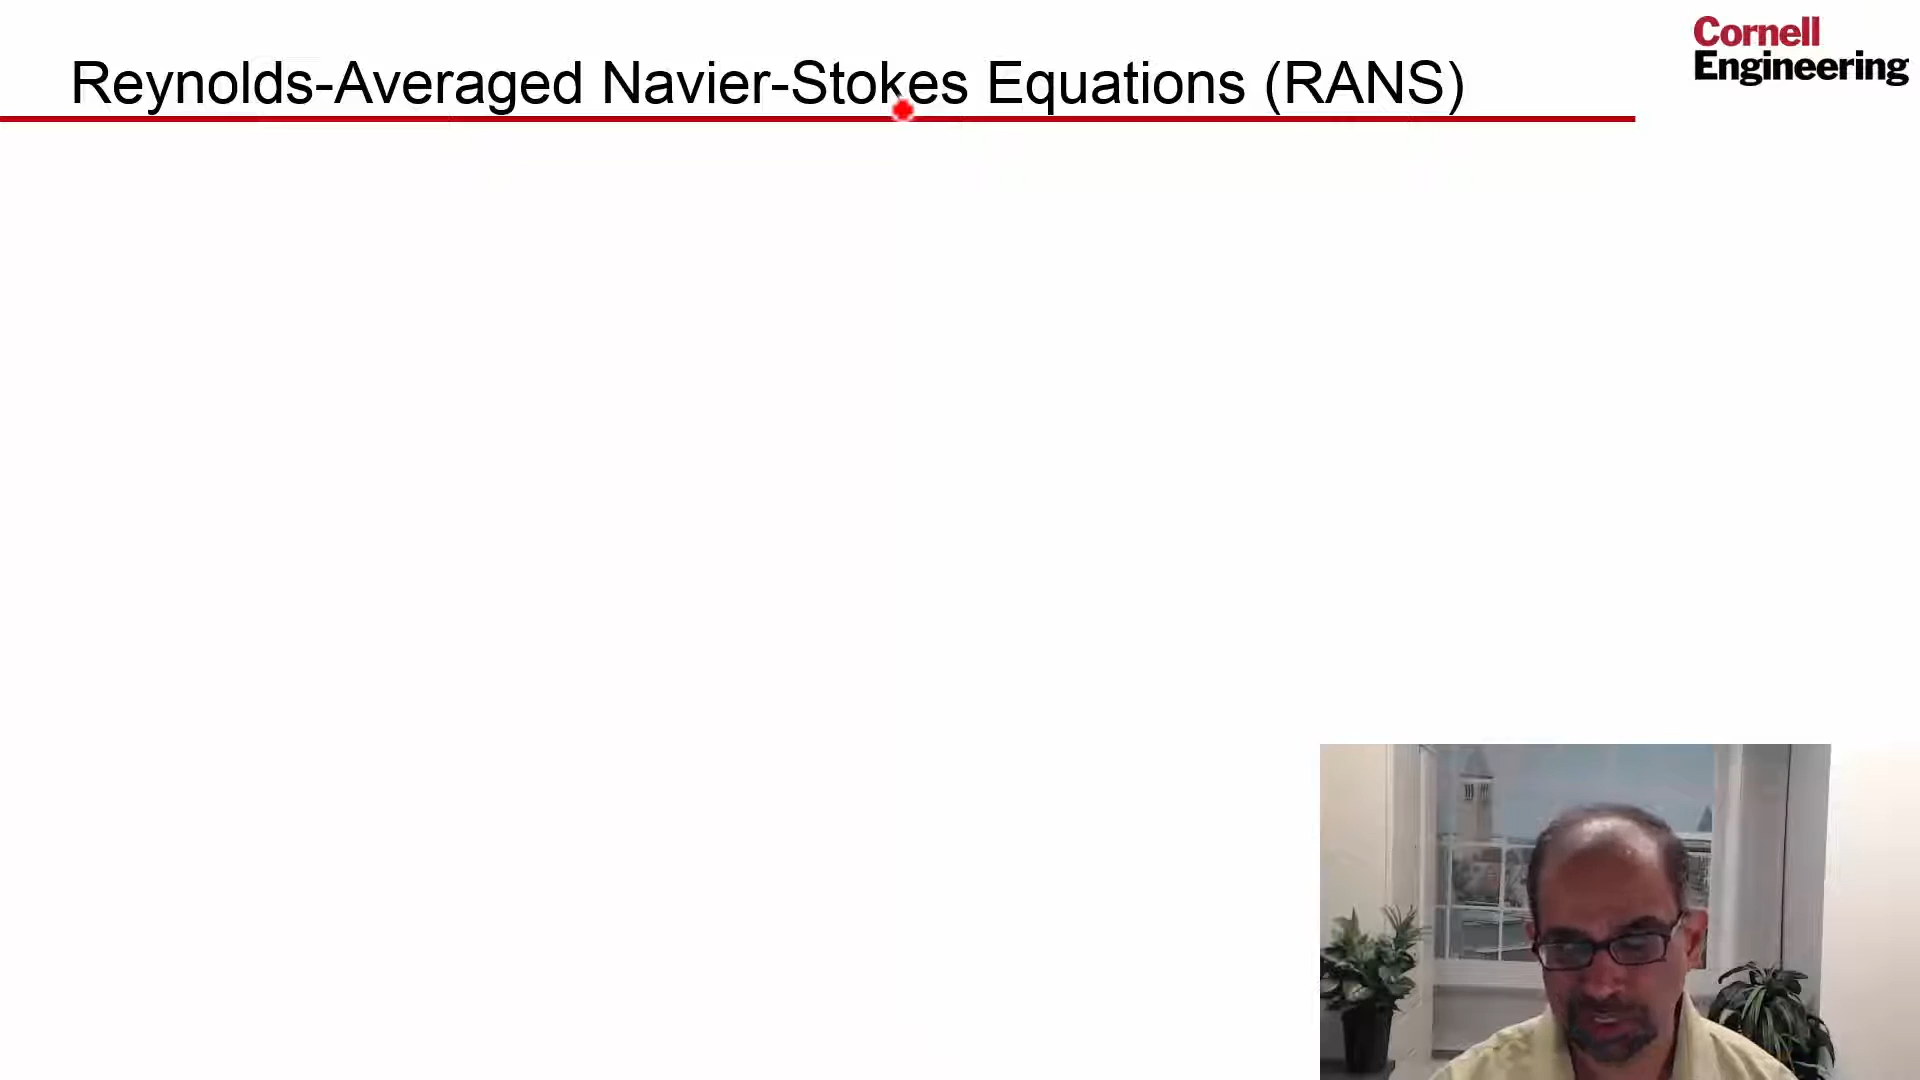 Reynolds-Averaged Navier-Stokes Equations (RANS)
Cornell
Engineering